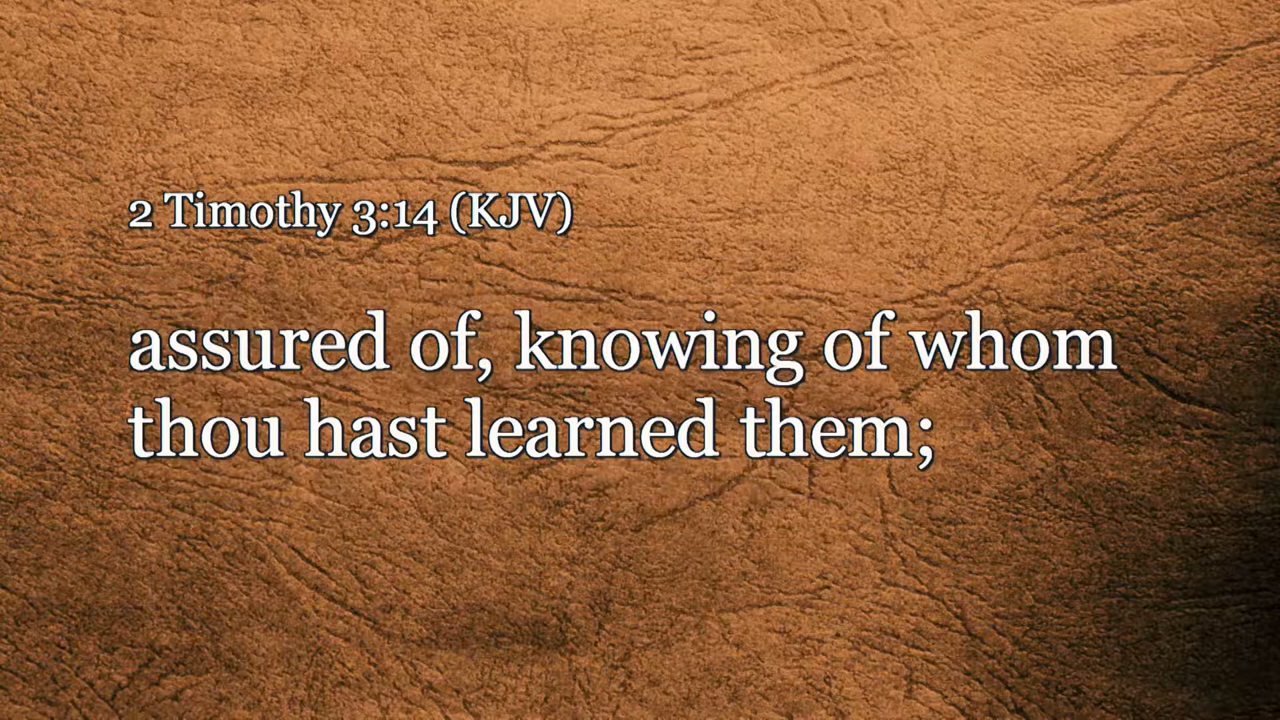 2 Timothy 3:14 (KJV)
assured of, knowing of whom
thou hast learned them;